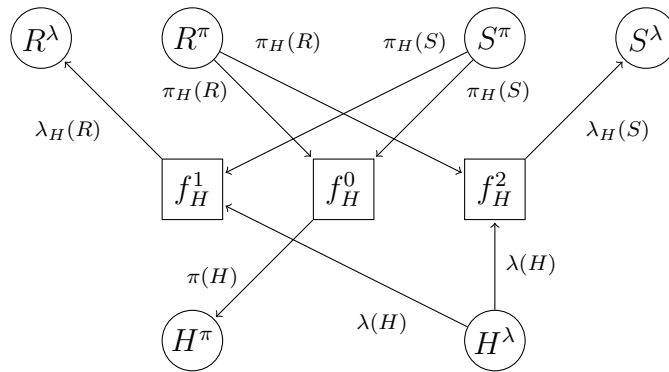 R^λ R^π S^π S^λ
π_H(R) π_H(S)
π_H(R) π_H(S)
λ_H(R) λ_H(S)
f_H^1 f_H^0 f_H^2
π(H) λ(H)
λ(H)
H^π H^λ